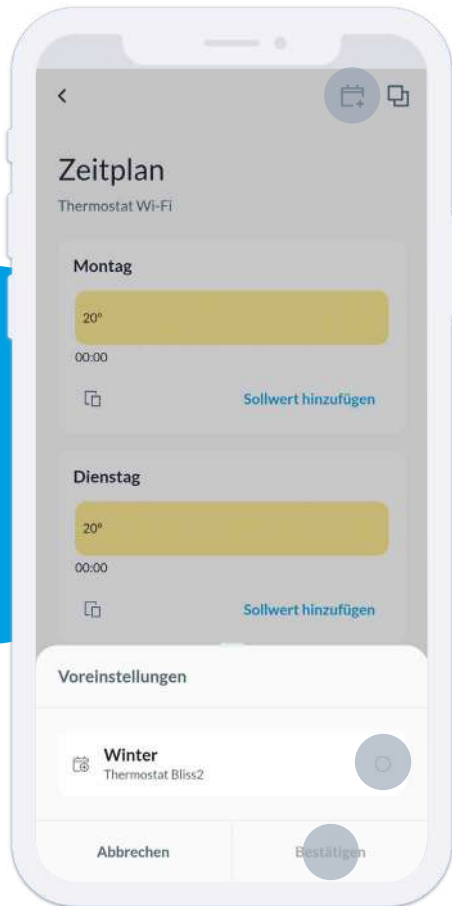 Zeitplan
Thermostat Wi-Fi
Montag
20°
00:00
Sollwert hinzufügen
Dienstag
20°
00:00
Sollwert hinzufügen
Voreinstellungen
Winter
Thermostat Bliss2
Abbrechen
Bestätigen